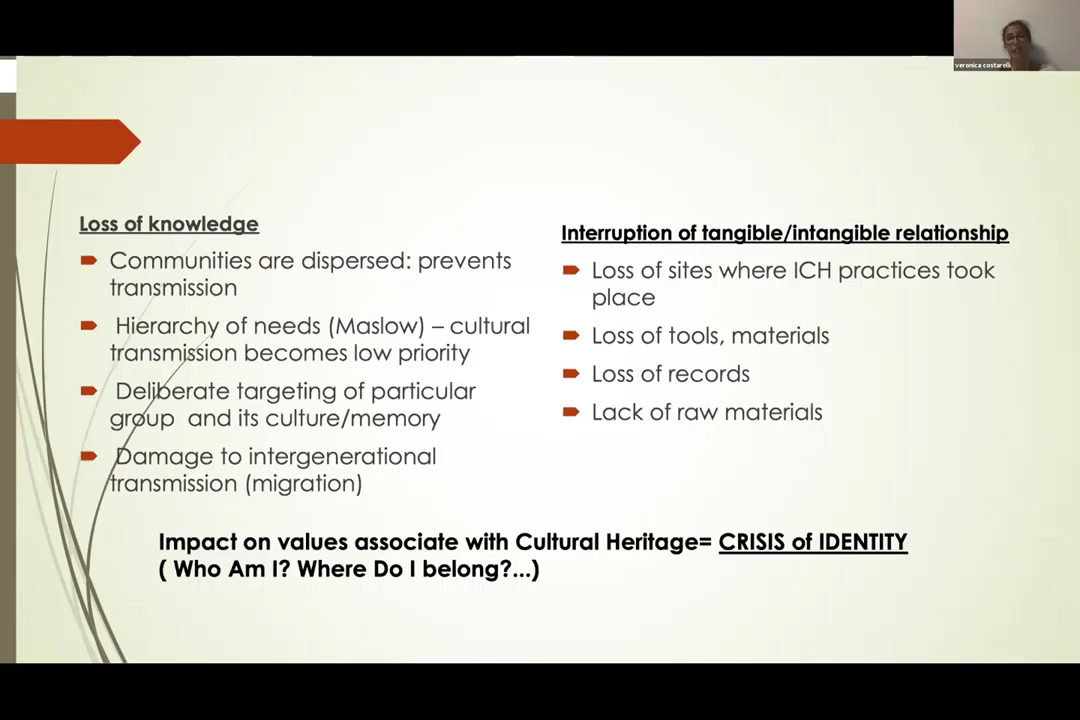 veronica costarelli
Loss of knowledge
Communities are dispersed: prevents
transmission
Hierarchy of needs (Maslow) – cultural
transmission becomes low priority
Deliberate targeting of particular
group and its culture/memory
Damage to intergenerational
transmission (migration)
Interruption of tangible/intangible relationship
Loss of sites where ICH practices took
place
Loss of tools, materials
Loss of records
Lack of raw materials
Impact on values associate with Cultural Heritage= CRISIS of IDENTITY
( Who Am I? Where Do I belong?...)